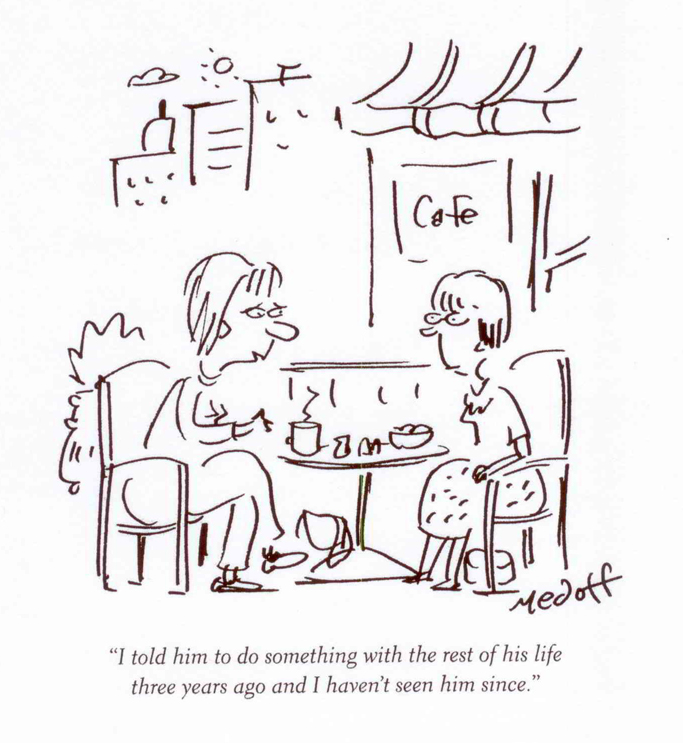 Cafe
Medoff
“I told him to do something with the rest of his life
three years ago and I haven’t seen him since.”